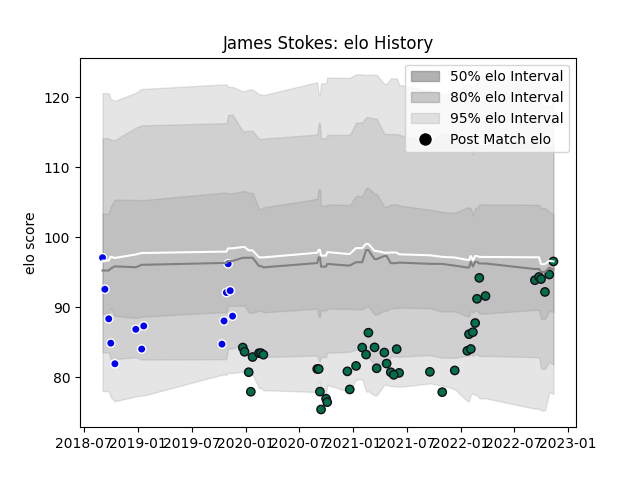 James Stokes: elo History
50% elo Interval
80% elo Interval
95% elo Interval
Post Match elo
elo score
120
110
100
90
80
2018-07 2019-01 2019-07 2020-01 2020-07 2021-01 2021-07 2022-01 2022-07 2023-01